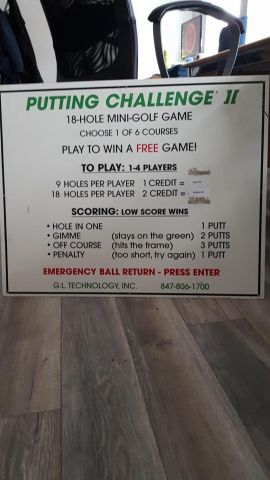 PUTTING CHALLENGE II
18-HOLE MINI-GOLF GAME
CHOOSE 1 OF 6 COURSES
PLAY TO WIN A FREE GAME!
TO PLAY: 1-4 PLAYERS
9 HOLES PER PLAYER 1 CREDIT =
18 HOLES PER PLAYER 2 CREDIT =
SCORING: LOW SCORE WINS
• HOLE IN ONE 1 PUTT
• GIMME (stays on the green) 2 PUTTS
• OFF COURSE (hits the frame) 3 PUTTS
• PENALTY (too short, try again) 1 PUTT
EMERGENCY BALL RETURN - PRESS ENTER
G.L. TECHNOLOGY, INC. 847-806-1700